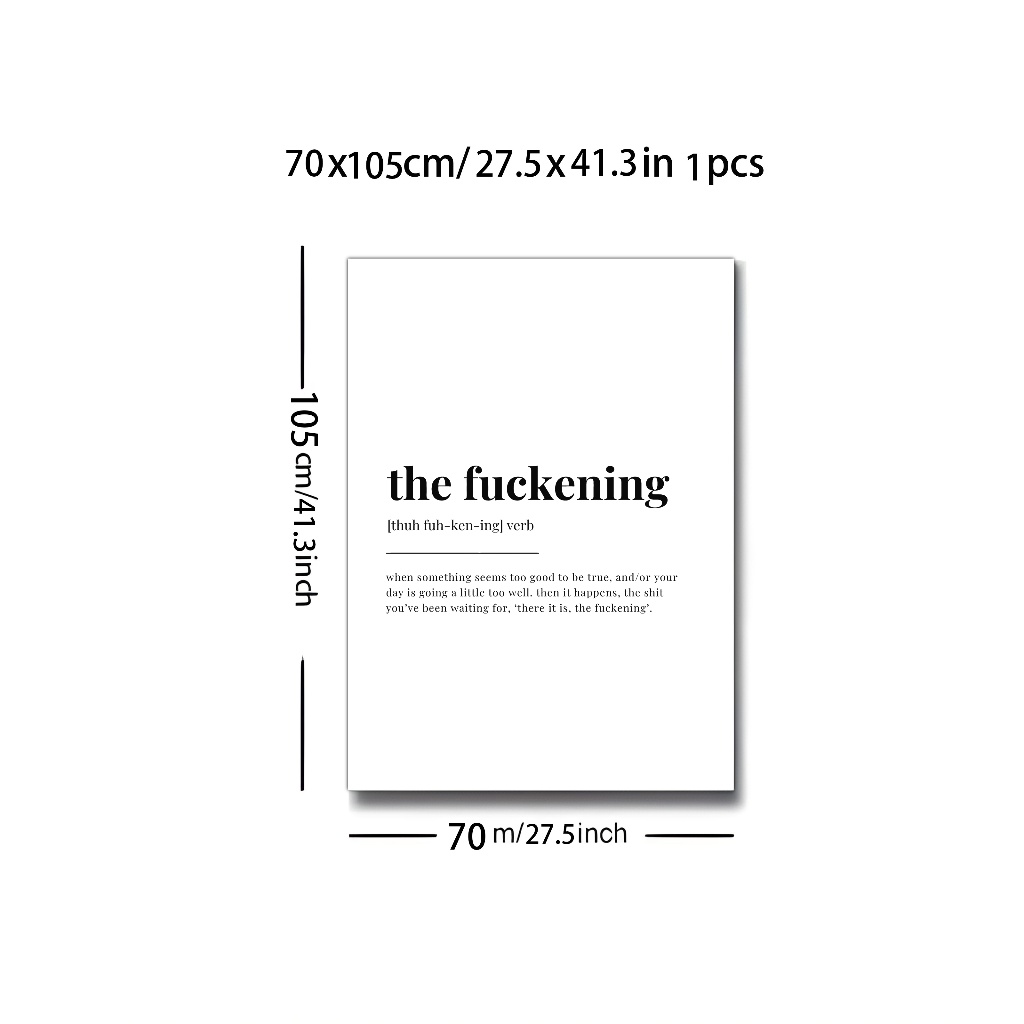 70x105cm/27.5x41.3in 1pcs
105cm/41.3inch
the fuckening
[thuh fuh-ken-ing] verb
when something seems too good to be true, and/or your
day is going a little too well. then it happens, the shit
you've been waiting for, 'there it is, the fuckening'.
70 m/27.5inch